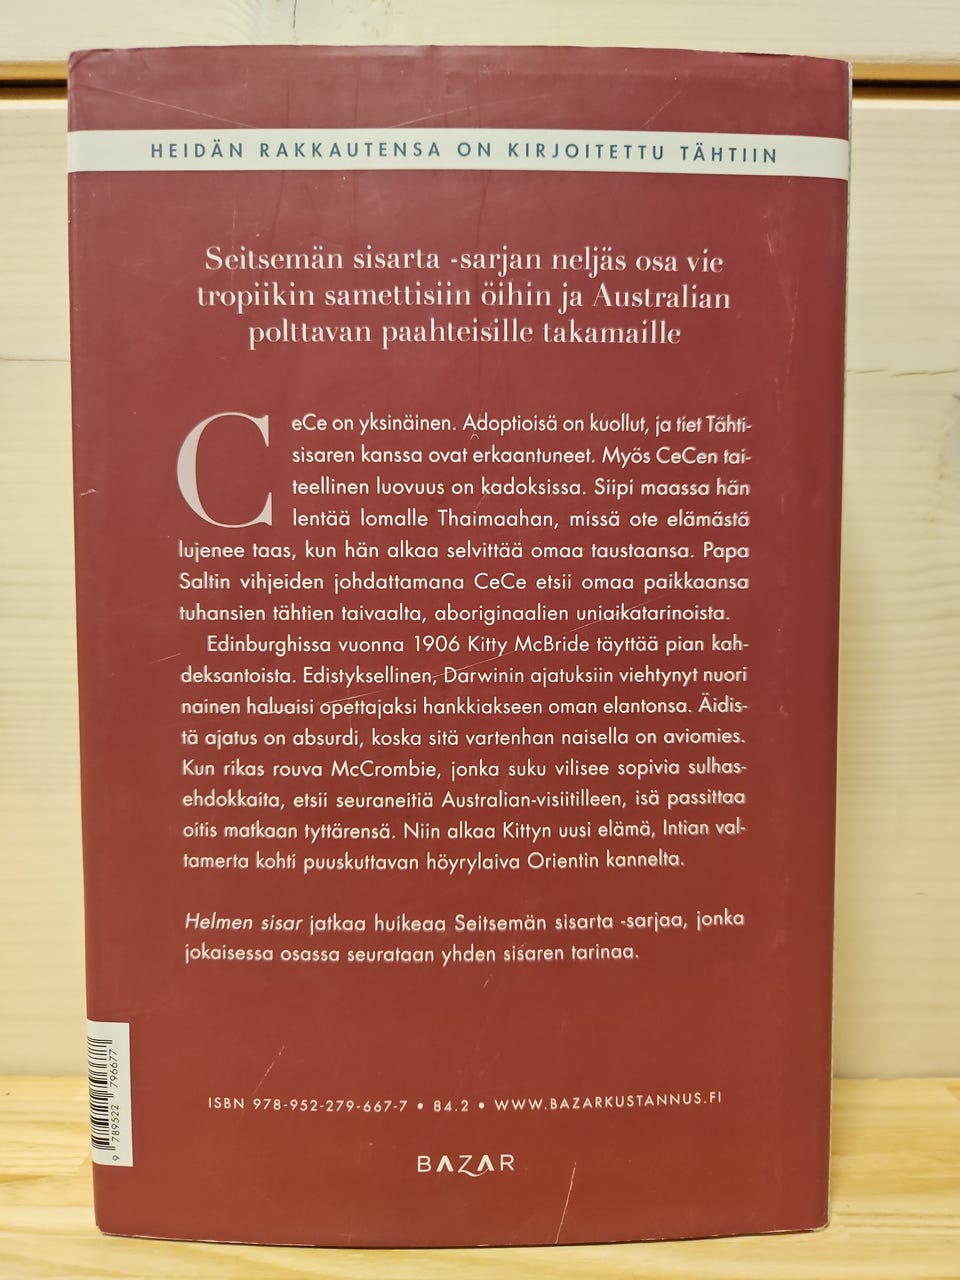 HEIDÄN RAKKAUTENSA ON KIRJOITETTU TÄHTIIN
Seitsemän sisarta -sarjan neljäs osa vie
tropiikin samettisiin öihin ja Australian
polttavan paahteisille takamaille
CeCe on yksinäinen. Adoptioisä on kuollut, ja tiet Tähti-
sisaren kanssa ovat erkaantuneet. Myös CeCen tai-
teellinen luovuus on kadoksissa. Siipi maassa hän
lentää lomalle Thaimaahan, missä ote elämästä
lujenee taas, kun hän alkaa selvittää omaa taustaansa. Papa
Saltin vihjeiden johdattamana CeCe etsii omaa paikkaansa
tuhansien tähtien taivaalta, aboriginaalien uniaikatarinoista.
Edinburghissa vuonna 1906 Kitty McBride täyttää pian kah-
deksantoista. Edistyksellinen, Darwinin ajatuksiin viehtynyt nuori
nainen haluaisi opettajaksi hankkiakseen oman elantonsa. Äidis-
tä ajatus on absurdi, koska sitä vartenhan naisella on aviomies.
Kun rikas rouva McCrombie, jonka suku vilisee sopivia sulhas-
ehdokkaita, etsii seuraneitiä Australian-visiitilleen, isä passittaa
oitis matkaan tyttärensä. Niin alkaa Kittyn uusi elämä, Intian val-
tamerta kohti puuskuttavan höyrylaiva Orientin kannelta.
Helmen sisar jatkaa huikeaa Seitsemän sisarta -sarjaa, jonka
jokaisessa osassa seurataan yhden sisaren tarinaa.
9 789522 796677
ISBN 978-952-279-667-7 • 84.2 • WWW.BAZARKUSTANNUS.FI
BAZAR